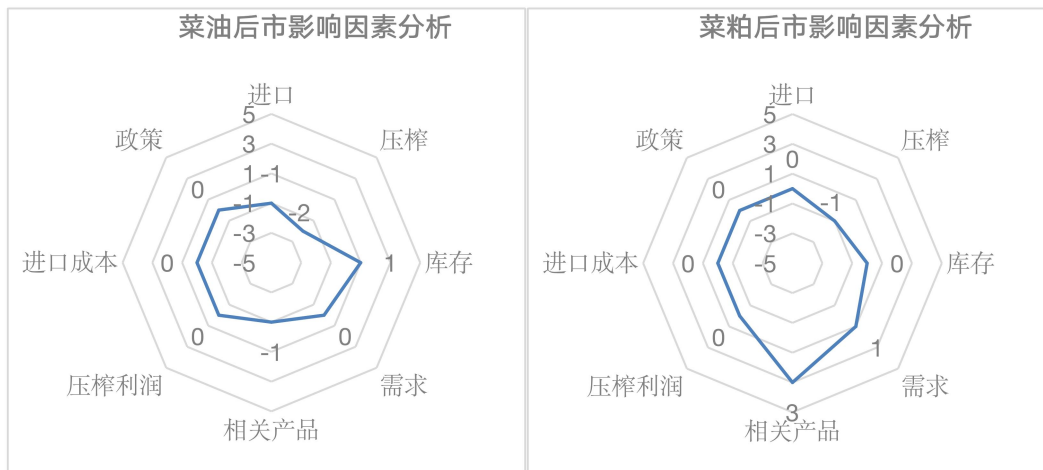 菜油后市影响因素分析
进口
5
政策
压榨
3
0
1
-1
-1
-2
-3
进口成本
0
-5
1
库存
0
0
-1
压榨利润
需求
相关产品
菜粕后市影响因素分析
进口
5
政策
压榨
3
0
0
1
-1
-1
-3
进口成本
0
-5
0
库存
0
1
压榨利润
需求
3
相关产品